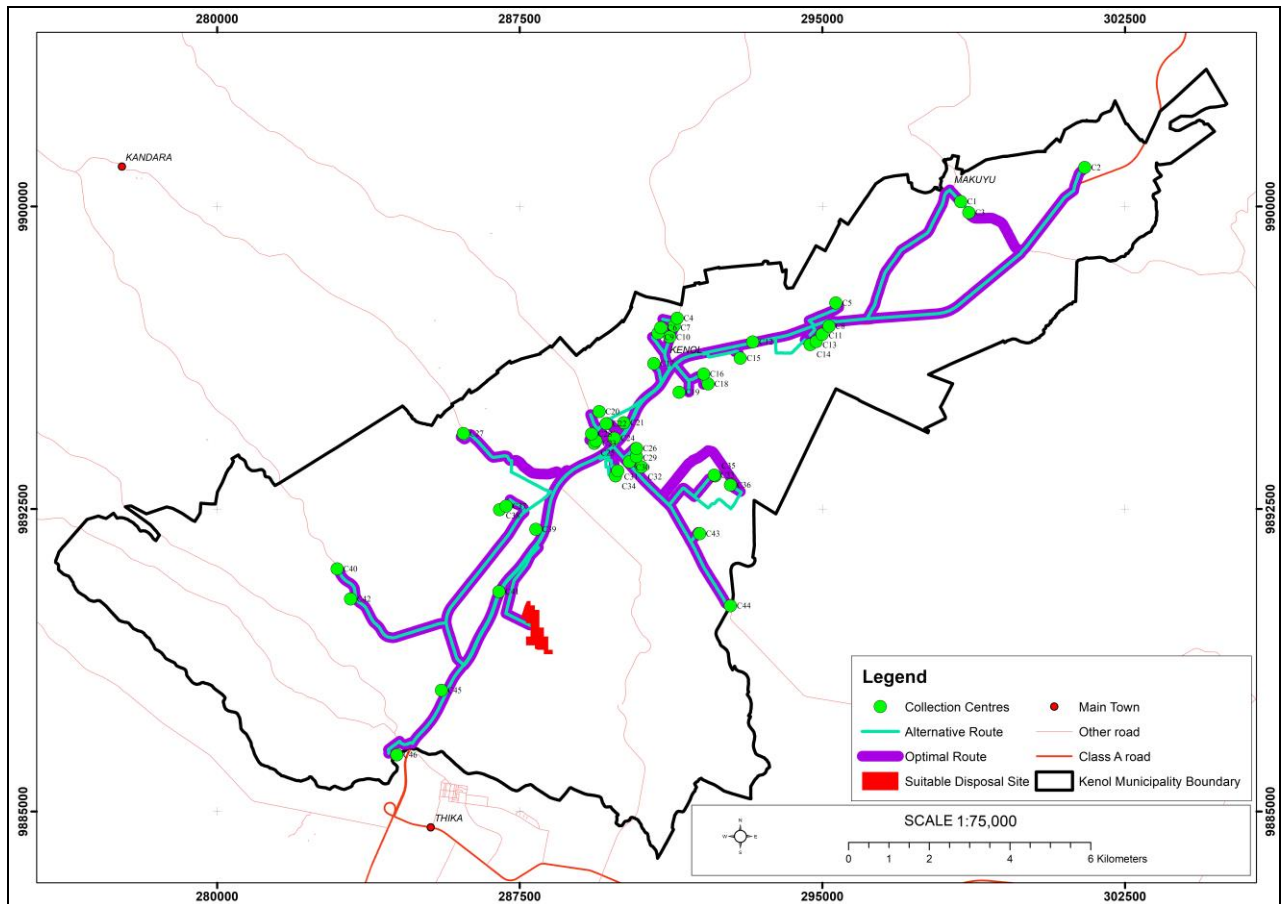 280000 287500 295000 302500
9900000 9900000
9892500 9892500
9885000 9885000
KANDARA
MAKUYU
C2
C1
C3
C5
C4
C7
C10
C11
KENOL
C13
C14
C15
C16
C18
C20
C21
C24
C27
C26
C29
C32
C34
C35
C36
C43
C40
C42
C44
C45
C46
THIKA
Legend
Collection Centres
Main Town
Alternative Route
Other road
Optimal Route
Class A road
Suitable Disposal Site
Kenol Municipality Boundary
SCALE 1:75,000
N
W E
S
0 1 2 4 6 Kilometers
280000 287500 295000 302500